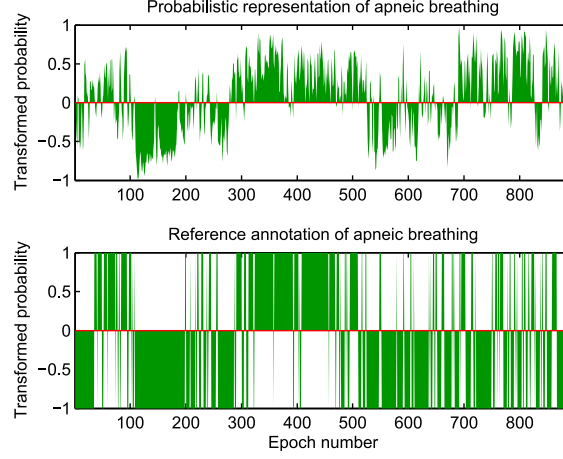 Probabilistic representation of apneic breathing
Transformed probability
1
0.5
0
−0.5
−1
100 200 300 400 500 600 700 800
Reference annotation of apneic breathing
Transformed probability
1
0.5
0
−0.5
−1
100 200 300 400 500 600 700 800
Epoch number